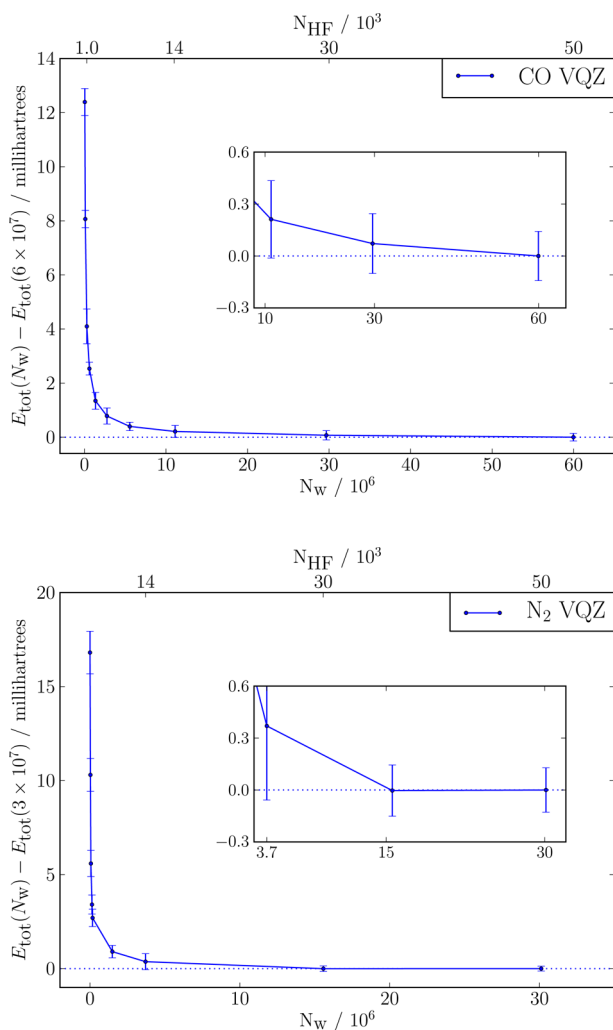 N_HF / 10^3
1.0 14 30 50
CO VQZ
E_tot(N_w) − E_tot(6 × 10^7) / millihartrees
14
12
10
8
6
4
2
0
0.6
0.3
0.0
−0.3
10 30 60
0 10 20 30 40 50 60
N_w / 10^6
N_HF / 10^3
14 30 50
N_2 VQZ
E_tot(N_w) − E_tot(3 × 10^7) / millihartrees
20
15
10
5
0
0.6
0.3
0.0
−0.3
3.7 15 30
0 10 20 30
N_w / 10^6